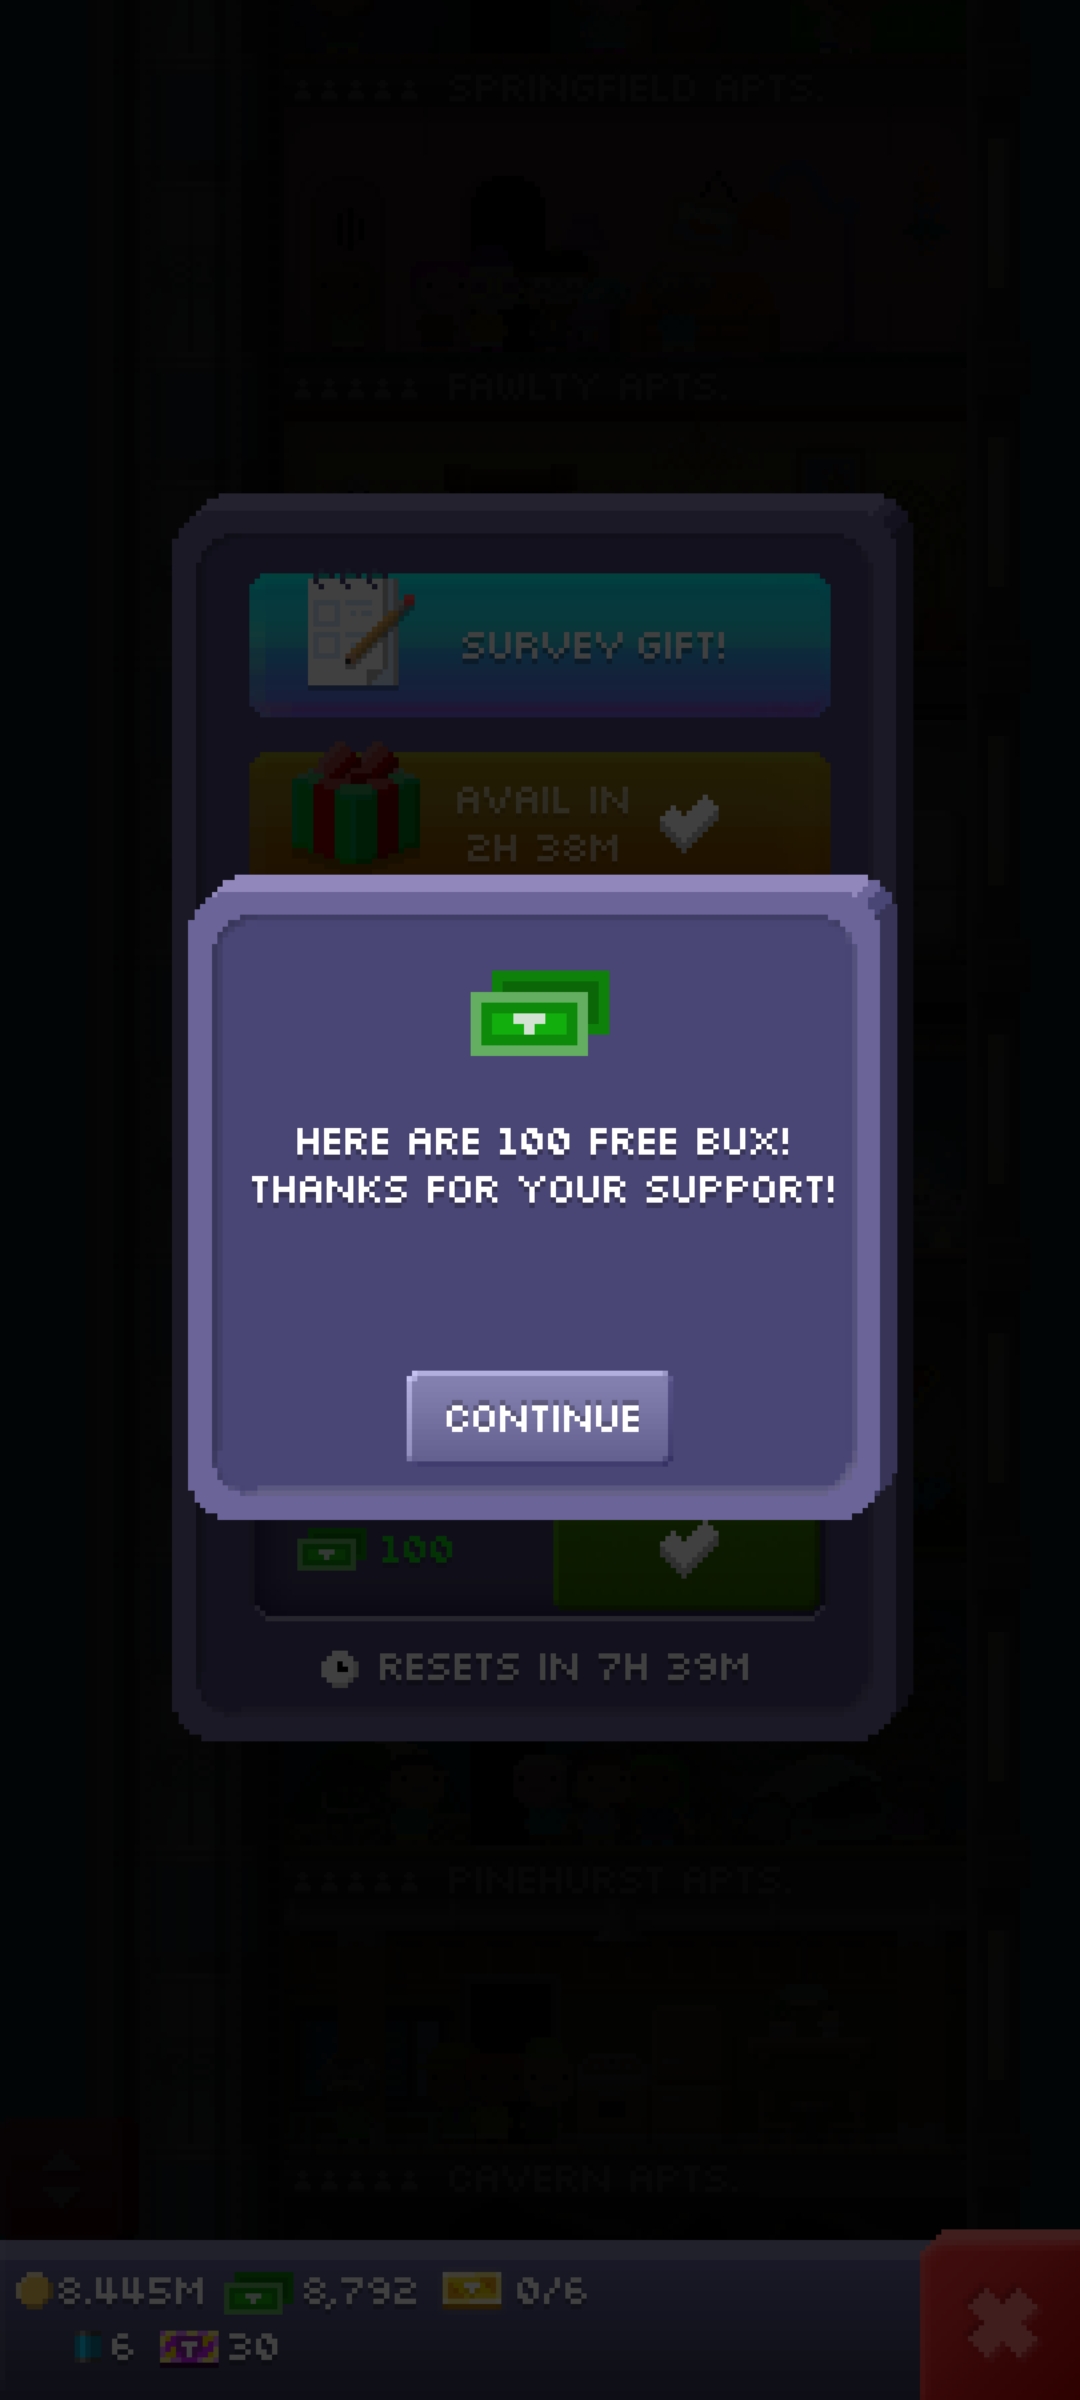 SPRINGFIELD APTS.
FAWLTY APTS.
SURVEY GIFT!
AVAIL IN
2H 38M
HERE ARE 100 FREE BUX!
THANKS FOR YOUR SUPPORT!
CONTINUE
100
RESETS IN 7H 39M
PINEHURST APTS.
CAVERN APTS.
8.445M 8,792 0/6
6 30